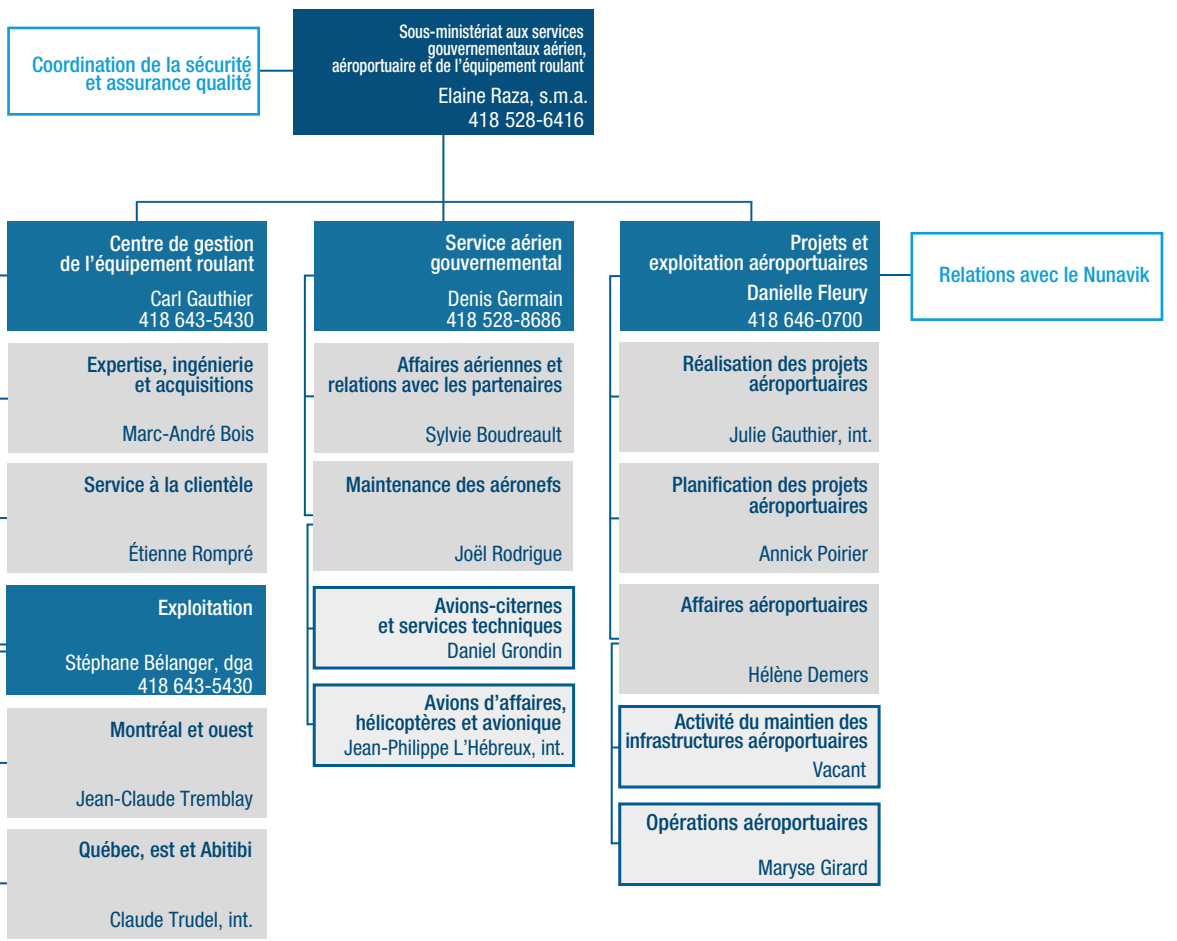 Coordination de la sécurité
et assurance qualité
Sous-ministériat aux services
gouvernementaux aérien,
aéroportuaire et de l'équipement roulant
Elaine Raza, s.m.a.
418 528-6416
Centre de gestion
de l'équipement roulant
Carl Gauthier
418 643-5430
Expertise, ingénierie
et acquisitions
Marc-André Bois
Service à la clientèle
Étienne Rompré
Exploitation
Stéphane Bélanger, dga
418 643-5430
Montréal et ouest
Jean-Claude Tremblay
Québec, est et Abitibi
Claude Trudel, int.
Service aérien
gouvernemental
Denis Germain
418 528-8686
Affaires aériennes et
relations avec les partenaires
Sylvie Boudreault
Maintenance des aéronefs
Joël Rodrigue
Avions-citernes
et services techniques
Daniel Grondin
Avions d'affaires,
hélicoptères et avionique
Jean-Philippe L'Hébreux, int.
Projets et
exploitation aéroportuaires
Danielle Fleury
418 646-0700
Relations avec le Nunavik
Réalisation des projets
aéroportuaires
Julie Gauthier, int.
Planification des projets
aéroportuaires
Annick Poirier
Affaires aéroportuaires
Hélène Demers
Activité du maintien des
infrastructures aéroportuaires
Vacant
Opérations aéroportuaires
Maryse Girard